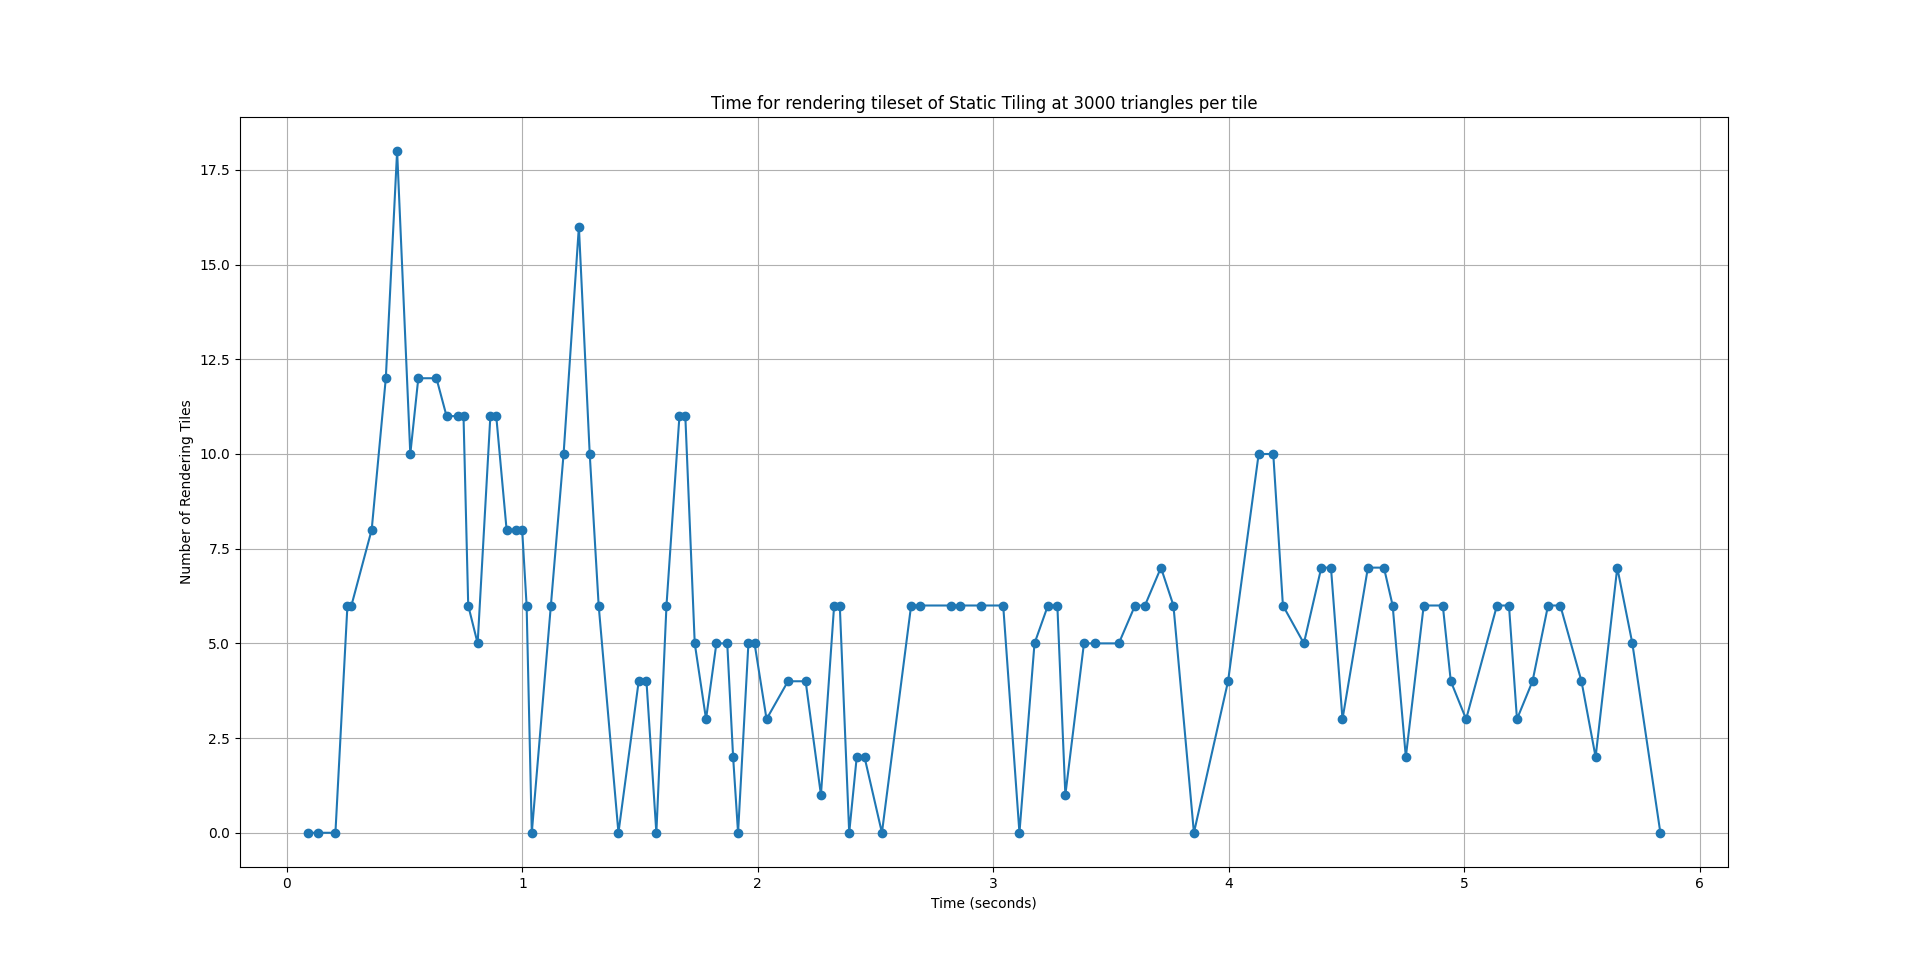 Time for rendering tileset of Static Tiling at 3000 triangles per tile
Number of Rendering Tiles
17.5
15.0
12.5
10.0
7.5
5.0
2.5
0.0
0 1 2 3 4 5 6
Time (seconds)